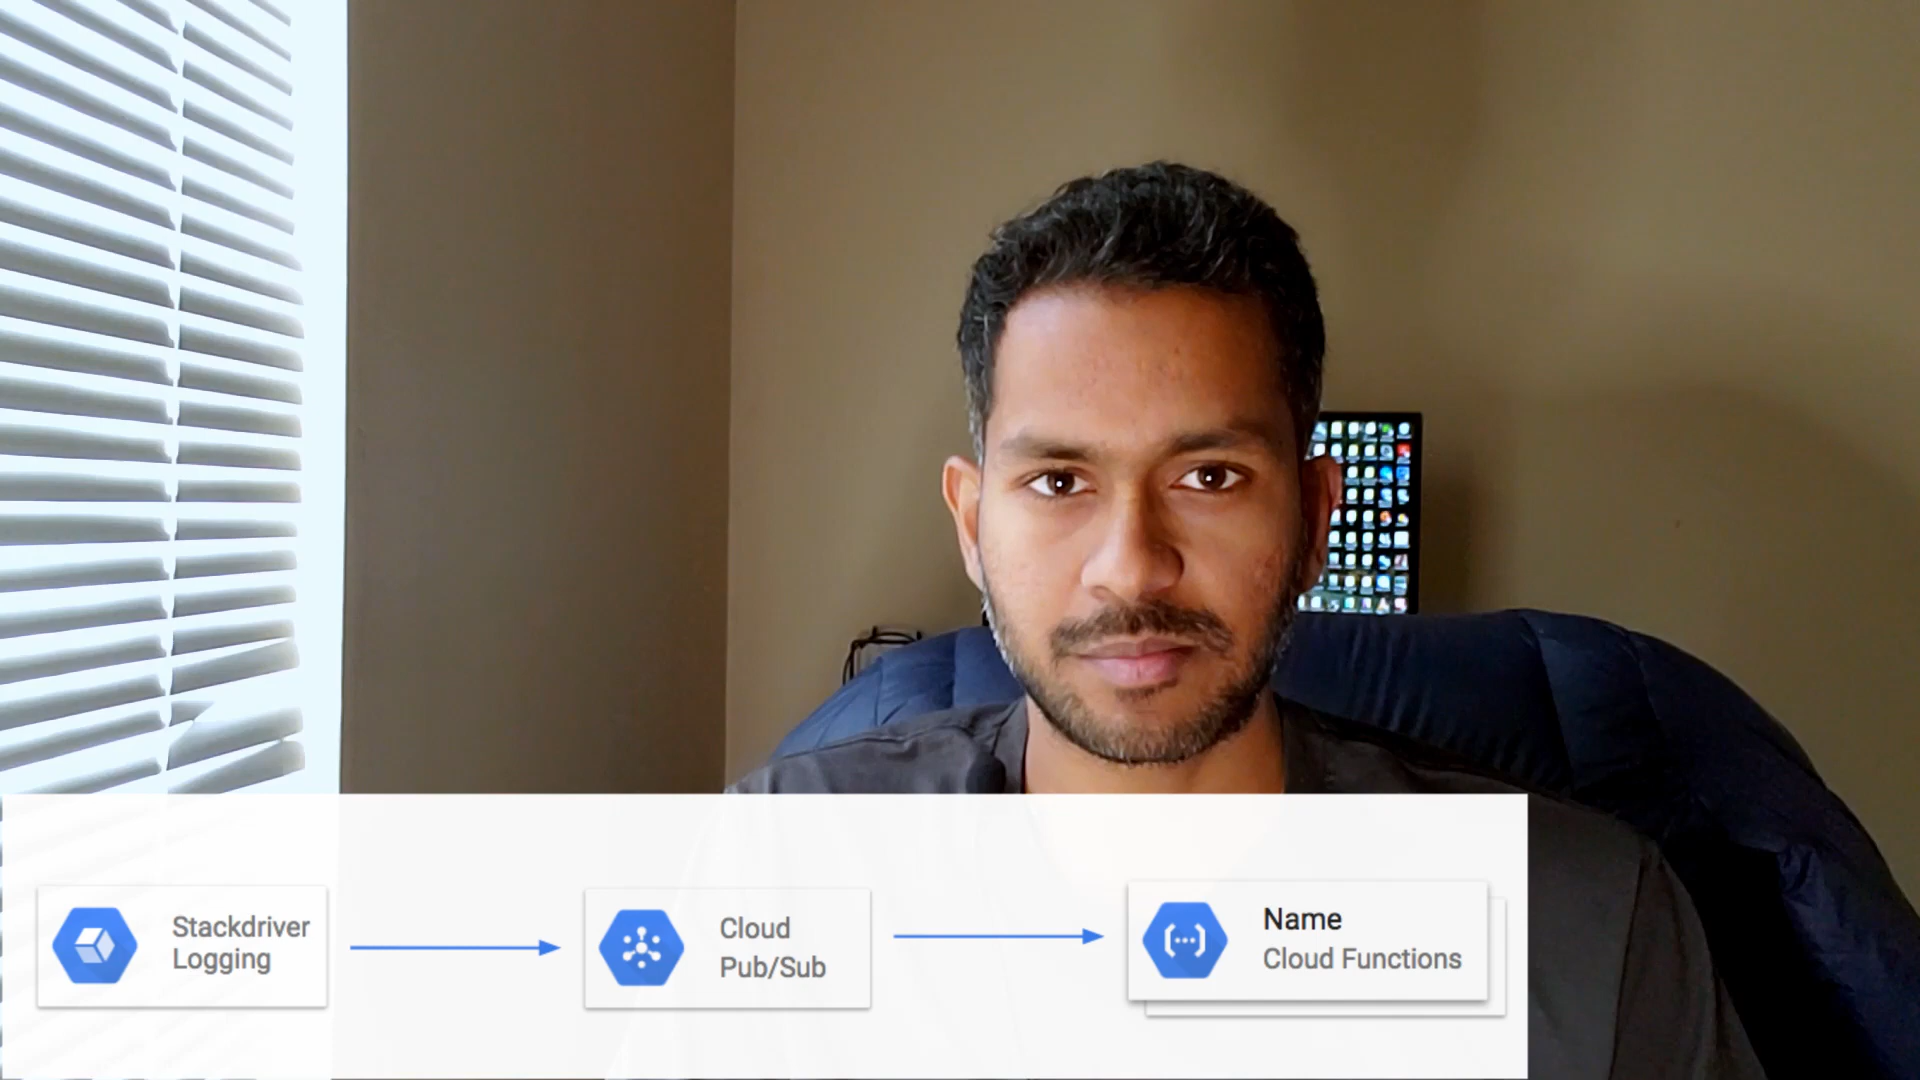 Stackdriver
Logging
Cloud
Pub/Sub
Name
Cloud Functions